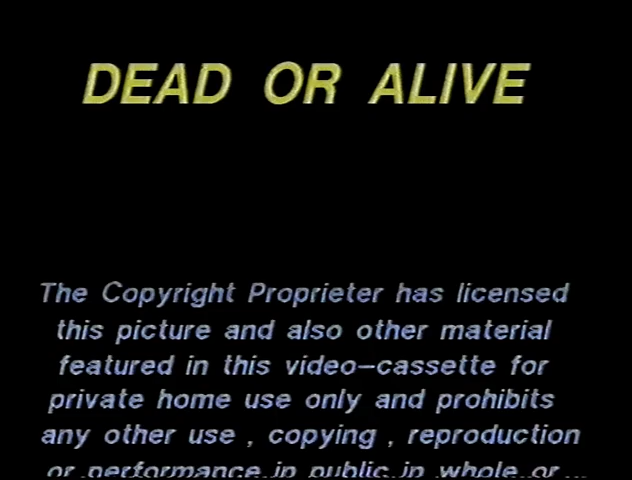 DEAD OR ALIVE
The Copyright Proprieter has licensed
this picture and also other material
featured in this video-cassette for
private home use only and prohibits
any other use , copying , reproduction
or performance in public in whole or